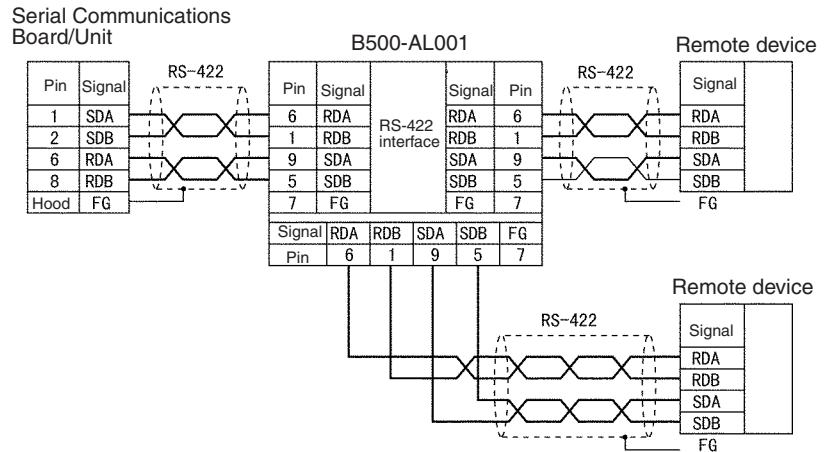 Serial Communications
Board/Unit
B500-AL001
Remote device
RS-422
RS-422
Pin Signal
1 SDA
2 SDB
6 RDA
8 RDB
Hood FG
Pin Signal
6 RDA
1 RDB
9 SDA
5 SDB
7 FG
RS-422
interface
Signal Pin
RDA 6
RDB 1
SDA 9
SDB 5
FG 7
Signal
RDA
RDB
SDA
SDB
FG
Signal RDA RDB SDA SDB FG
Pin 6 1 9 5 7
Remote device
RS-422
Signal
RDA
RDB
SDA
SDB
FG